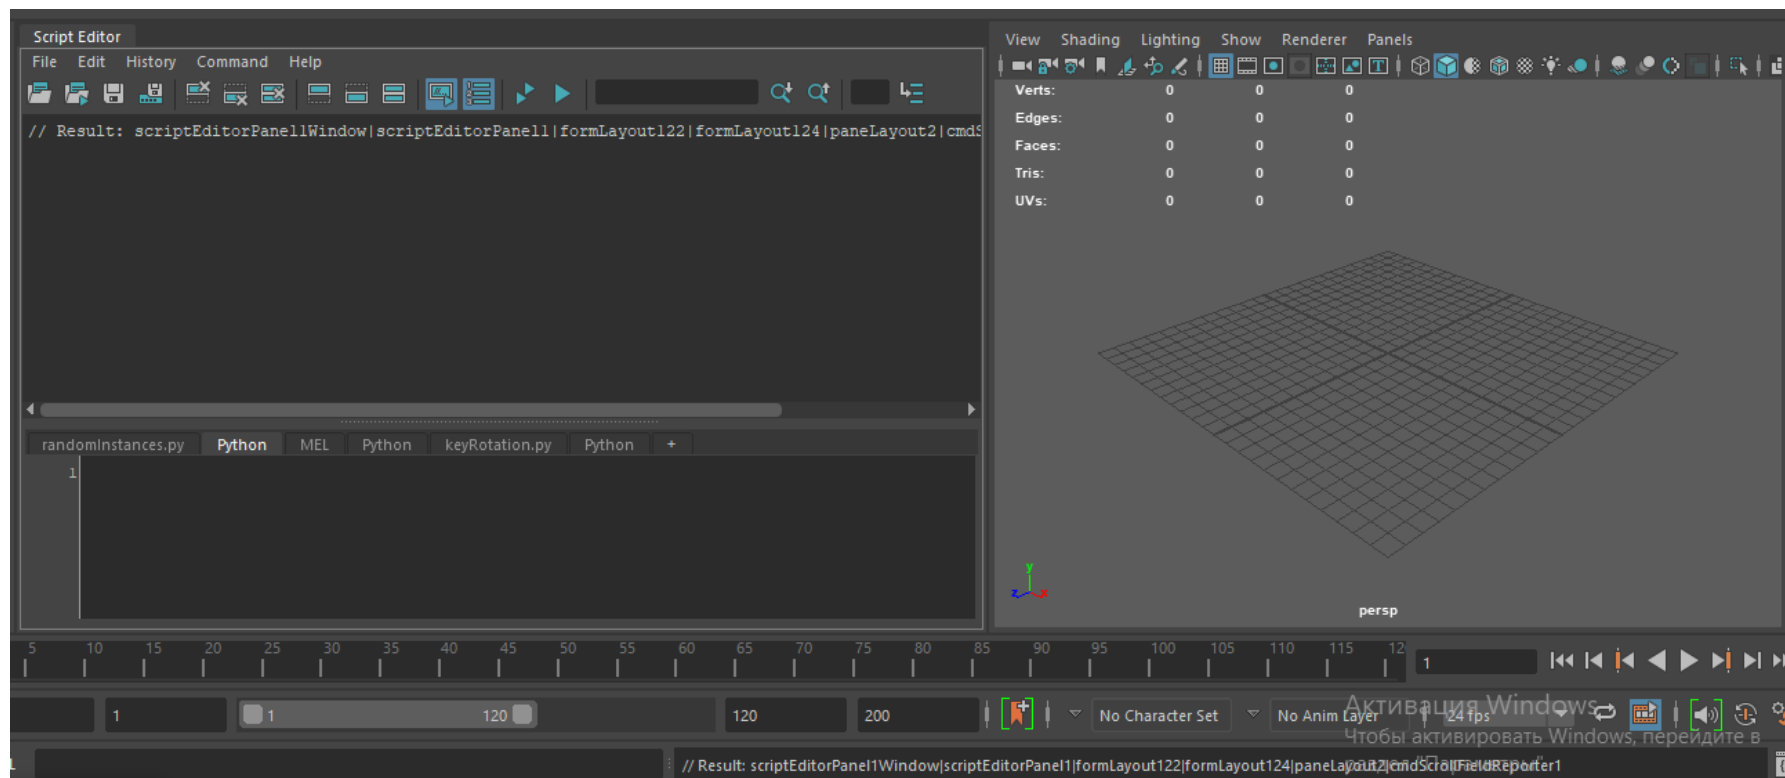 Script Editor
File Edit History Command Help
// Result: scriptEditorPanel1Window|scriptEditorPanel1|formLayout122|formLayout124|paneLayout2|cmdS
randomInstances.py Python MEL Python keyRotation.py Python +
1
View Shading Lighting Show Renderer Panels
Verts: 0 0 0
Edges: 0 0 0
Faces: 0 0 0
Tris: 0 0 0
UVs: 0 0 0
y
z x
persp
5 10 15 20 25 30 35 40 45 50 55 60 65 70 75 80 85 90 95 100 105 110 115 12
1
1 1 120 120 200 No Character Set No Anim Layer 24 fps
Активация Windows
Чтобы активировать Windows, перейдите в
раздел "Параметры".
// Result: scriptEditorPanel1Window|scriptEditorPanel1|formLayout122|formLayout124|paneLayout2|cmdScrollFieldReporter1